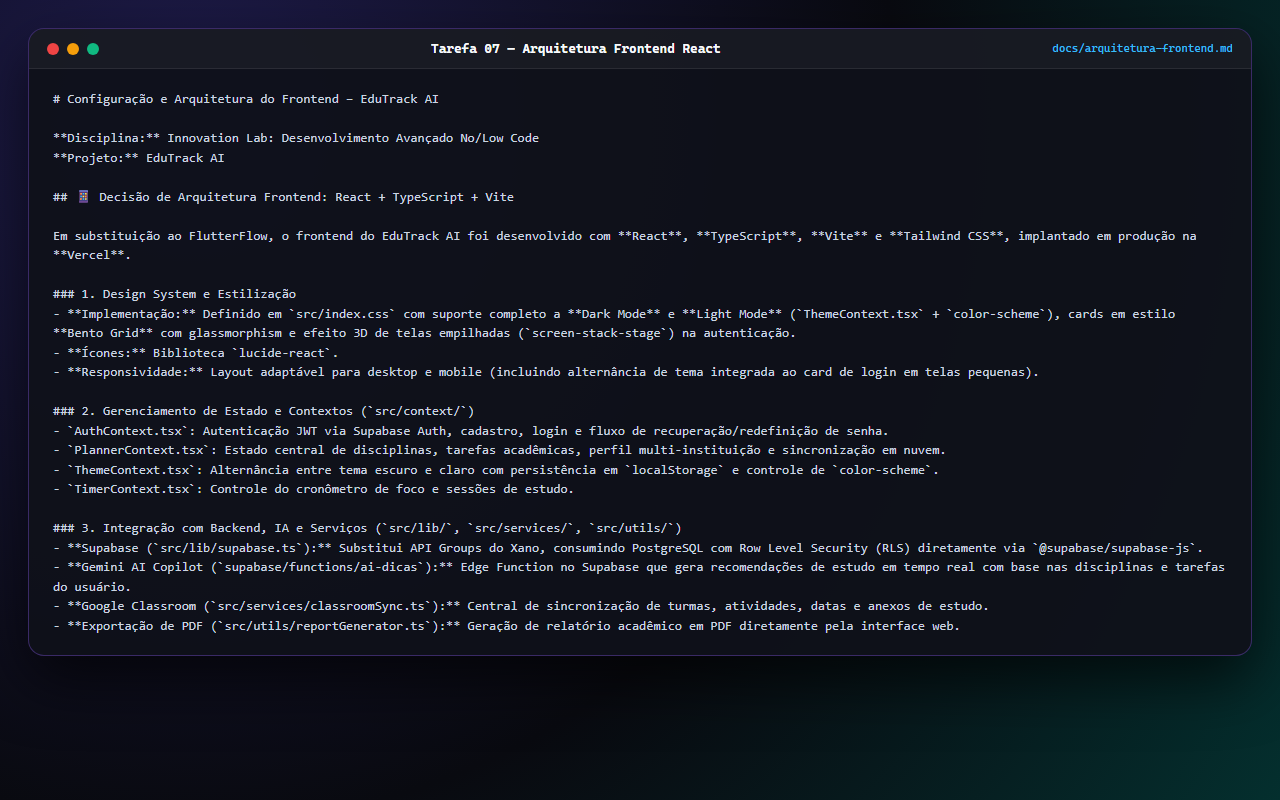 Tarefa 07 — Arquitetura Frontend React
docs/arquitetura-frontend.md
# Configuração e Arquitetura do Frontend — EduTrack AI
**Disciplina:** Innovation Lab: Desenvolvimento Avançado No/Low Code
**Projeto:** EduTrack AI
## Decisão de Arquitetura Frontend: React + TypeScript + Vite
Em substituição ao FlutterFlow, o frontend do EduTrack AI foi desenvolvido com **React**, **TypeScript**, **Vite** e **Tailwind CSS**, implantado em produção na
**Vercel**.
### 1. Design System e Estilização
- **Implementação:** Definido em `src/index.css` com suporte completo a **Dark Mode** e **Light Mode** (`ThemeContext.tsx` + `color-scheme`), cards em estilo
**Bento Grid** com glassmorphism e efeito 3D de telas empilhadas (`screen-stack-stage`) na autenticação.
- **Ícones:** Biblioteca `lucide-react`.
- **Responsividade:** Layout adaptável para desktop e mobile (incluindo alternância de tema integrada ao card de login em telas pequenas).
### 2. Gerenciamento de Estado e Contextos (`src/context/`)
- `AuthContext.tsx`: Autenticação JWT via Supabase Auth, cadastro, login e fluxo de recuperação/redefinição de senha.
- `PlannerContext.tsx`: Estado central de disciplinas, tarefas acadêmicas, perfil multi-instituição e sincronização em nuvem.
- `ThemeContext.tsx`: Alternância entre tema escuro e claro com persistência em `localStorage` e controle de `color-scheme`.
- `TimerContext.tsx`: Controle do cronômetro de foco e sessões de estudo.
### 3. Integração com Backend, IA e Serviços (`src/lib/`, `src/services/`, `src/utils/`)
- **Supabase (`src/lib/supabase.ts`):** Substitui API Groups do Xano, consumindo PostgreSQL com Row Level Security (RLS) diretamente via `@supabase/supabase-js`.
- **Gemini AI Copilot (`supabase/functions/ai-dicas`):** Edge Function no Supabase que gera recomendações de estudo em tempo real com base nas disciplinas e tarefas
do usuário.
- **Google Classroom (`src/services/classroomSync.ts`):** Central de sincronização de turmas, atividades, datas e anexos de estudo.
- **Exportação de PDF (`src/utils/reportGenerator.ts`):** Geração de relatório acadêmico em PDF diretamente pela interface web.